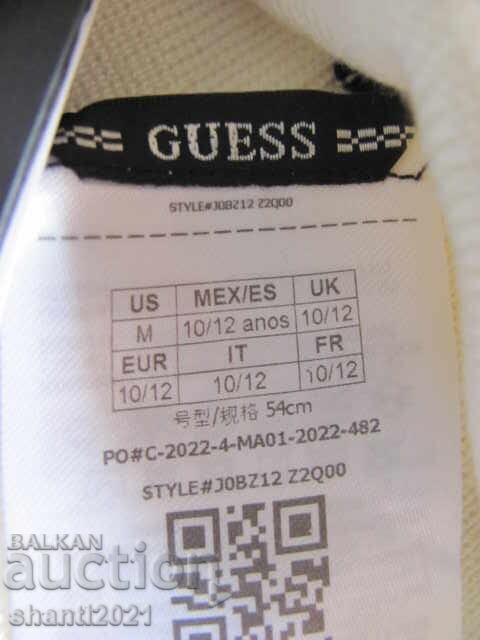 GUESS
STYLE#J0BZ12 Z2Q00
US MEX/ES UK
M 10/12 anos 10/12
EUR IT FR
10/12 10/12 10/12
号型/规格 54cm
PO#C-2022-4-MA01-2022-482
STYLE#J0BZ12 Z2Q00
BALKAN
auction
shanti2021